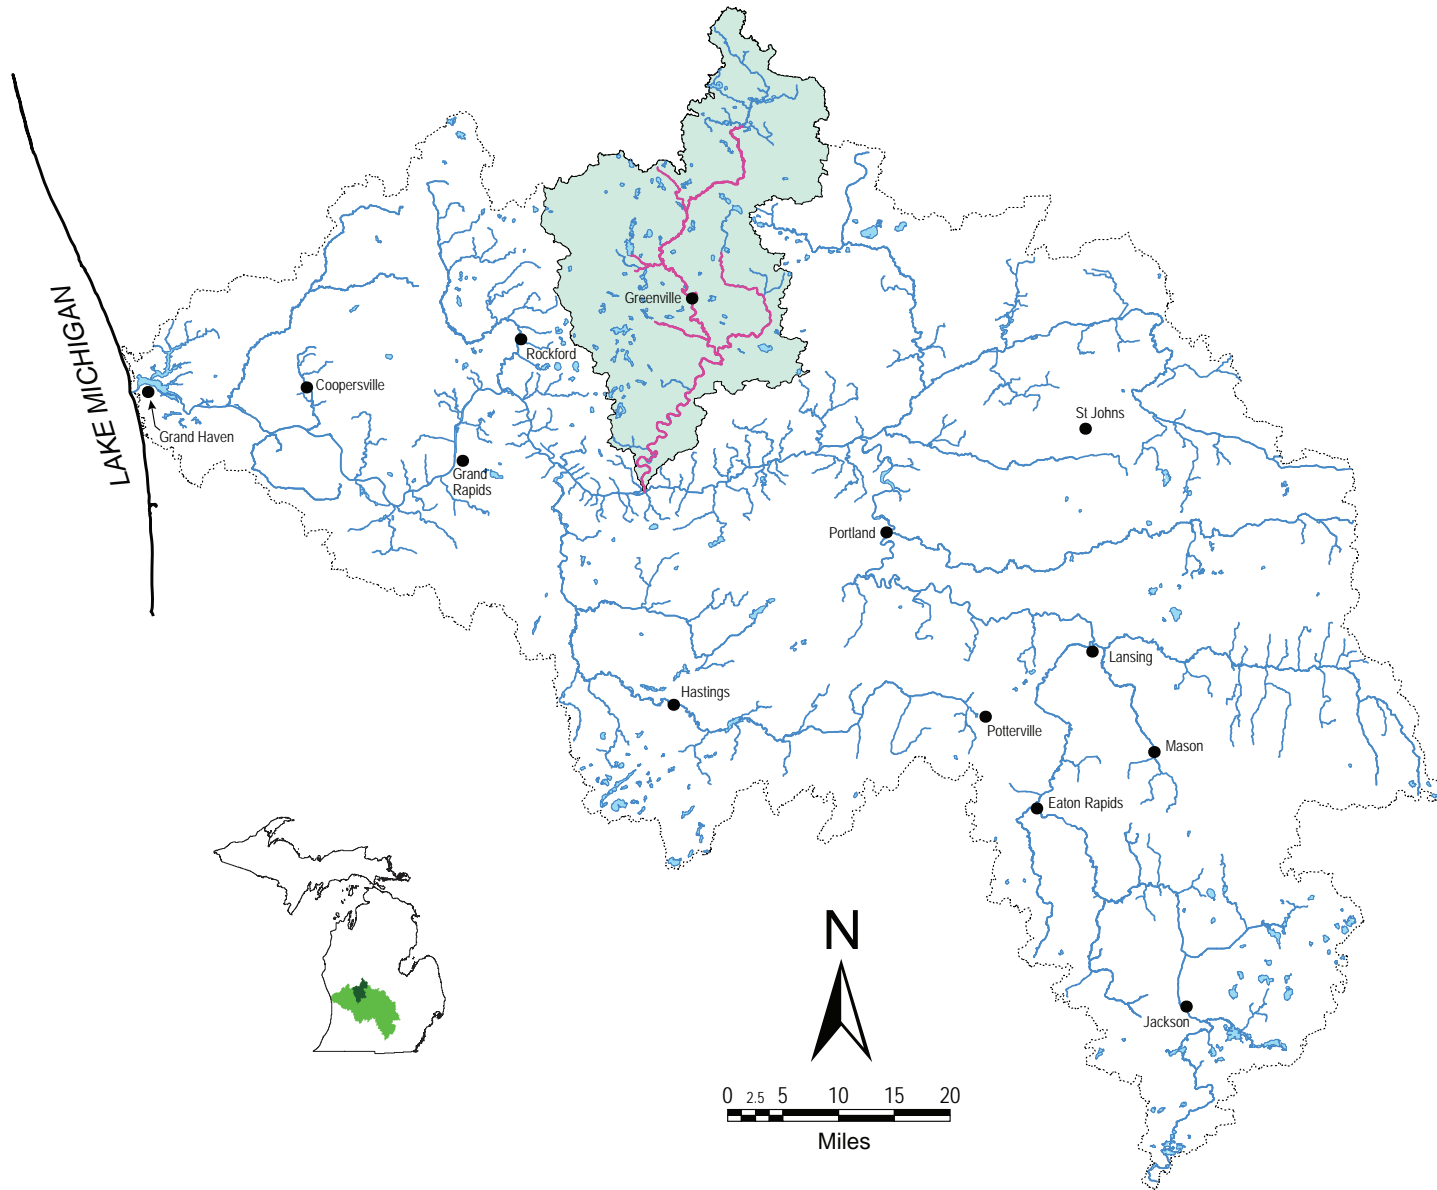 LAKE MICHIGAN
Greenville
Rockford
Coopersville
Grand Haven
St Johns
Grand
Rapids
Portland
Lansing
Hastings
Potterville
Mason
Eaton Rapids
N
Jackson
0 2.5 5 10 15 20
Miles